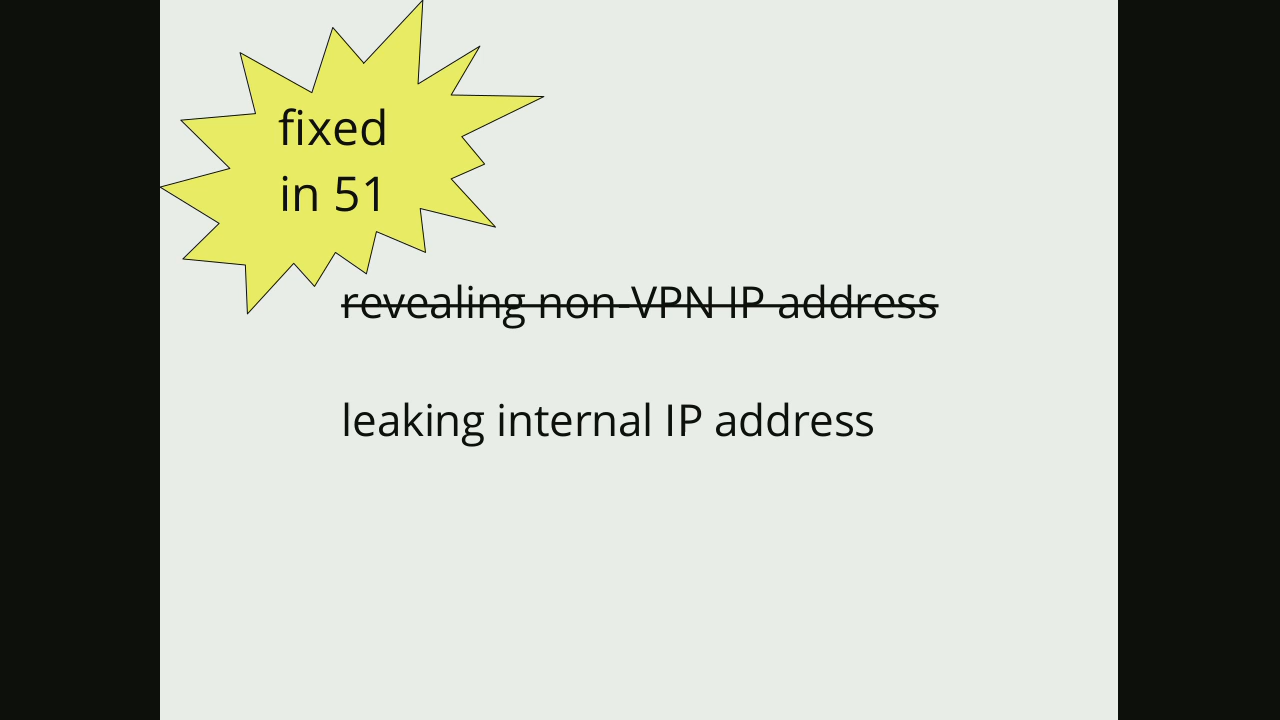 fixed
in 51
revealing non-VPN IP address
leaking internal IP address